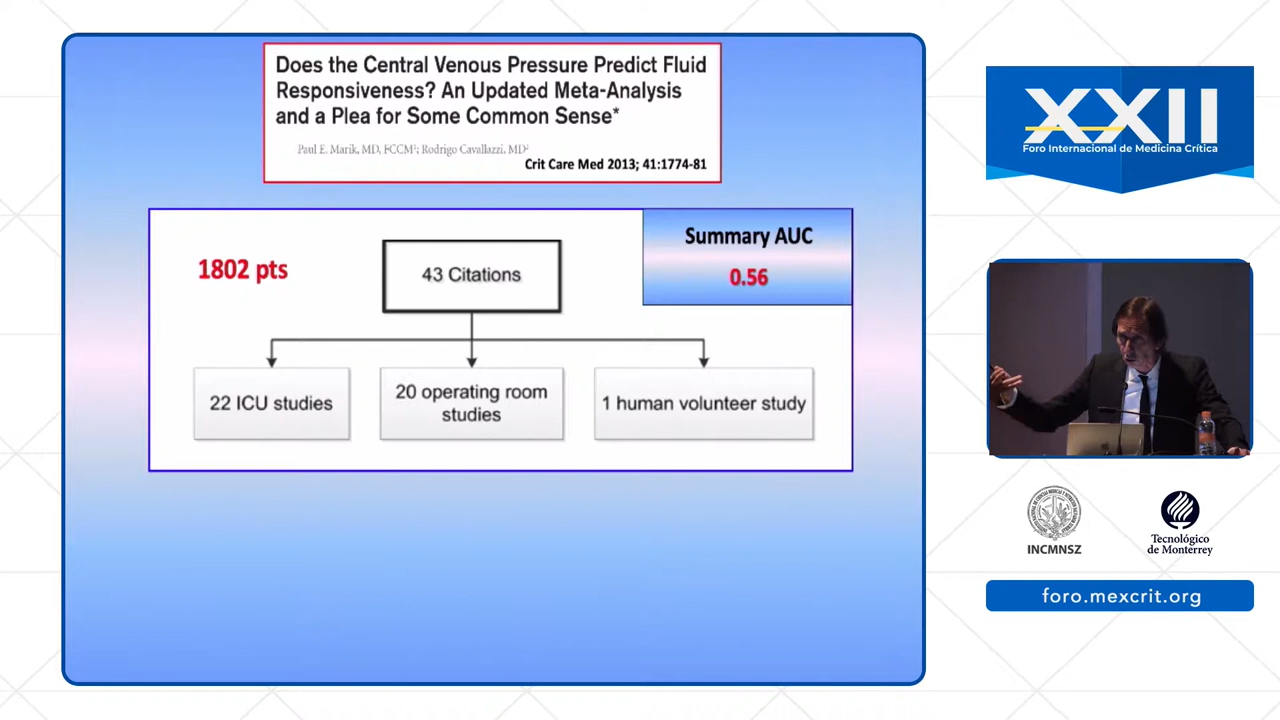 Does the Central Venous Pressure Predict Fluid
Responsiveness? An Updated Meta-Analysis
and a Plea for Some Common Sense*
Paul E. Marik, MD, FCCM¹; Rodrigo Cavallazzi, MD²
Crit Care Med 2013; 41:1774-81
1802 pts
43 Citations
Summary AUC
0.56
22 ICU studies
20 operating room
studies
1 human volunteer study
XXII
Foro Internacional de Medicina Crítica
INCMNSZ
Tecnológico
de Monterrey
foro.mexcrit.org